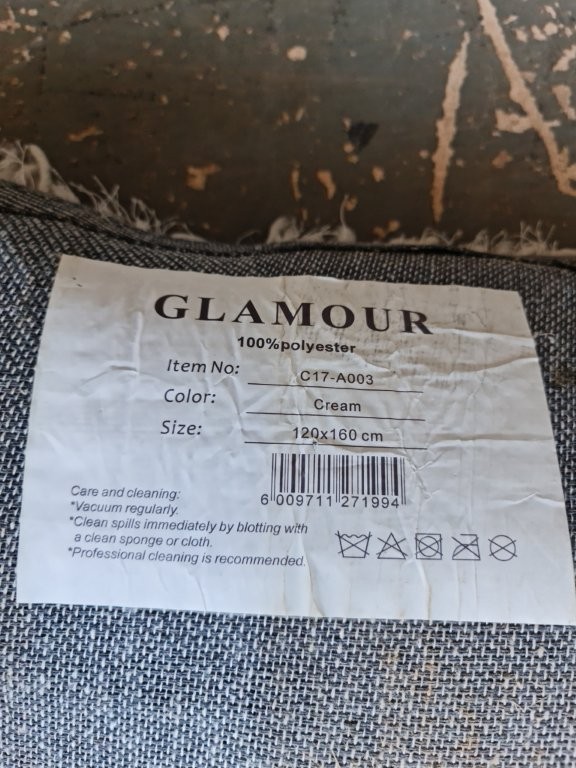 GLAMOUR
100%polyester
Item No: C17-A003
Color: Cream
Size: 120x160 cm
6 009711 271994
Care and cleaning:
*Vacuum regularly.
*Clean spills immediately by blotting with
a clean sponge or cloth.
*Professional cleaning is recommended.